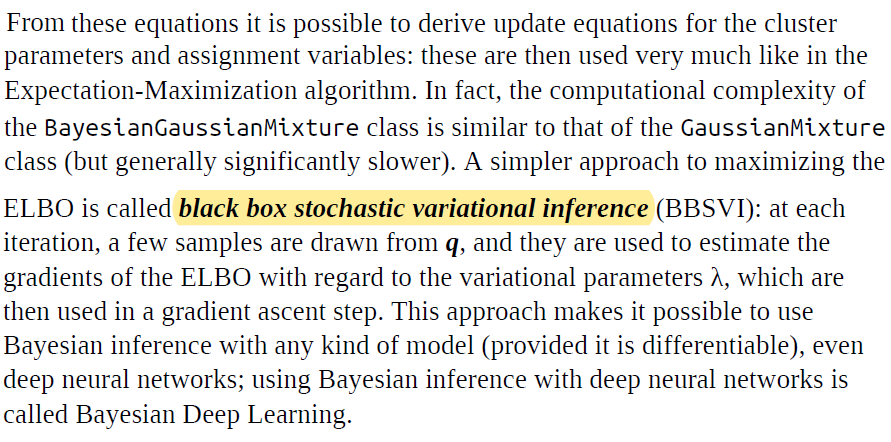 From these equations it is possible to derive update equations for the cluster
parameters and assignment variables: these are then used very much like in the
Expectation-Maximization algorithm. In fact, the computational complexity of
the BayesianGaussianMixture class is similar to that of the GaussianMixture
class (but generally significantly slower). A simpler approach to maximizing the
ELBO is called black box stochastic variational inference (BBSVI): at each
iteration, a few samples are drawn from q, and they are used to estimate the
gradients of the ELBO with regard to the variational parameters λ, which are
then used in a gradient ascent step. This approach makes it possible to use
Bayesian inference with any kind of model (provided it is differentiable), even
deep neural networks; using Bayesian inference with deep neural networks is
called Bayesian Deep Learning.